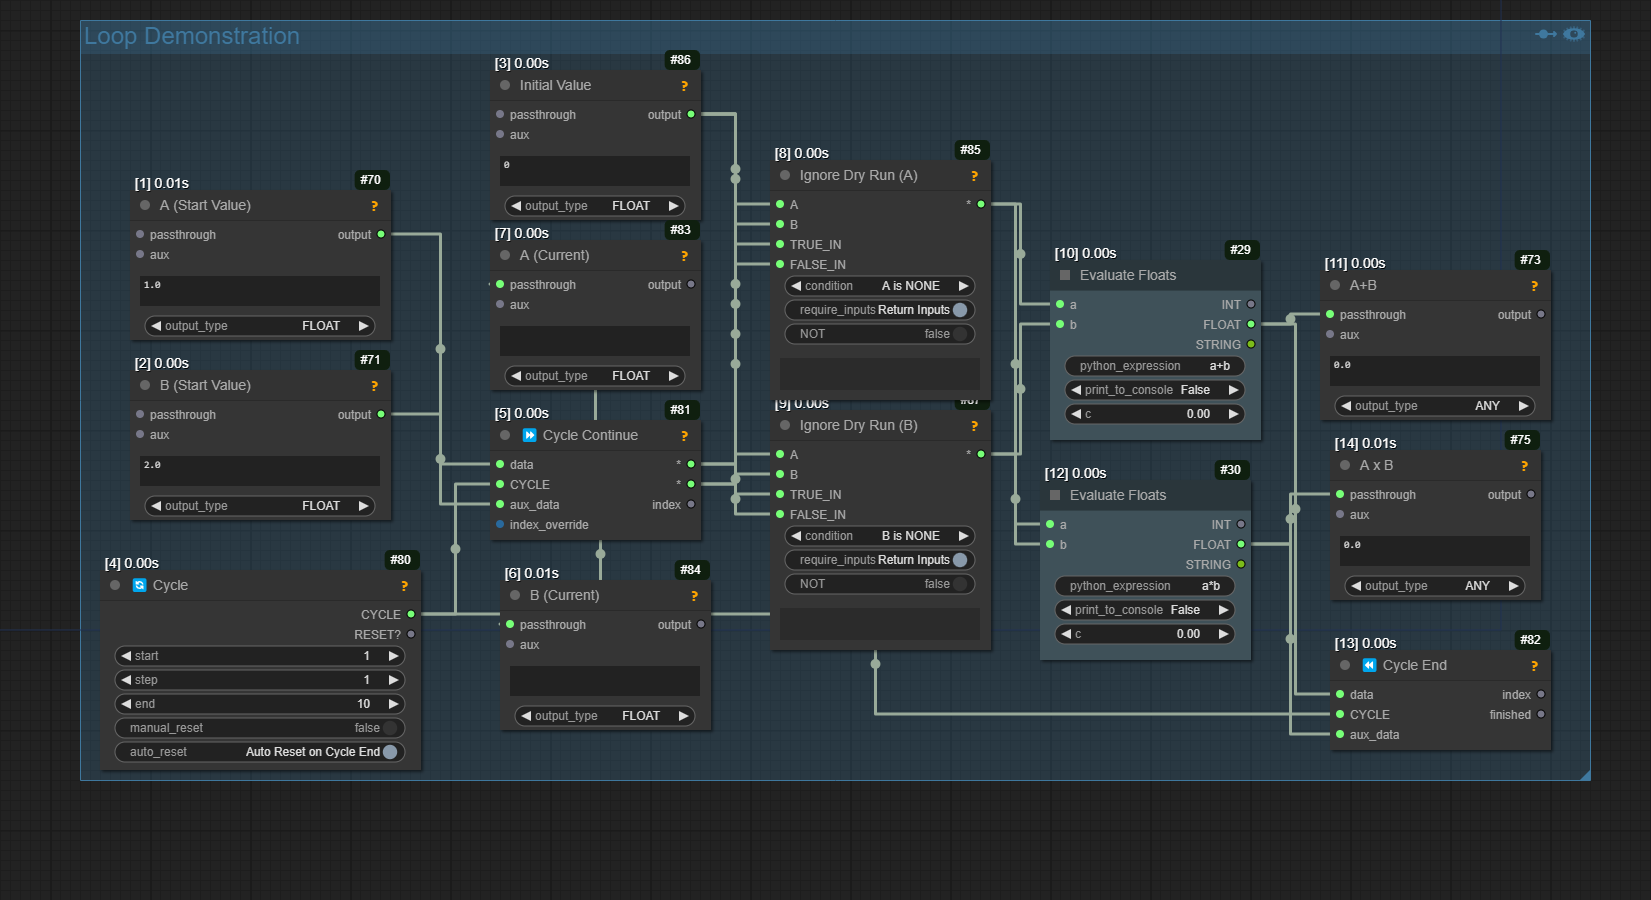 Loop Demonstration
[3] 0.00s
#86
Initial Value
?
passthrough
output
aux
0
output_type
FLOAT
[1] 0.01s
#70
A (Start Value)
?
passthrough
output
aux
1.0
output_type
FLOAT
[2] 0.00s
#71
B (Start Value)
?
passthrough
output
aux
2.0
output_type
FLOAT
[4] 0.00s
#80
Cycle
?
CYCLE
RESET?
start
1
step
1
end
10
manual_reset
false
auto_reset
Auto Reset on Cycle End
[7] 0.00s
#83
A (Current)
?
passthrough
output
aux
output_type
FLOAT
[5] 0.00s
#81
Cycle Continue
?
data
*
CYCLE
*
aux_data
index
index_override
[6] 0.01s
#84
B (Current)
?
passthrough
output
aux
output_type
FLOAT
[8] 0.00s
#85
Ignore Dry Run (A)
?
A
*
B
TRUE_IN
FALSE_IN
condition
A is NONE
require_inputs
Return Inputs
NOT
false
[9] 0.00s
#87
Ignore Dry Run (B)
?
A
*
B
TRUE_IN
FALSE_IN
condition
B is NONE
require_inputs
Return Inputs
NOT
false
[10] 0.00s
#29
Evaluate Floats
a
INT
b
FLOAT
STRING
python_expression
a+b
print_to_console
False
c
0.00
[12] 0.00s
#30
Evaluate Floats
a
INT
b
FLOAT
STRING
python_expression
a*b
print_to_console
False
c
0.00
[11] 0.00s
#73
A+B
?
passthrough
output
aux
0.0
output_type
ANY
[14] 0.01s
#75
A x B
?
passthrough
output
aux
0.0
output_type
ANY
[13] 0.00s
#82
Cycle End
?
data
index
CYCLE
finished
aux_data